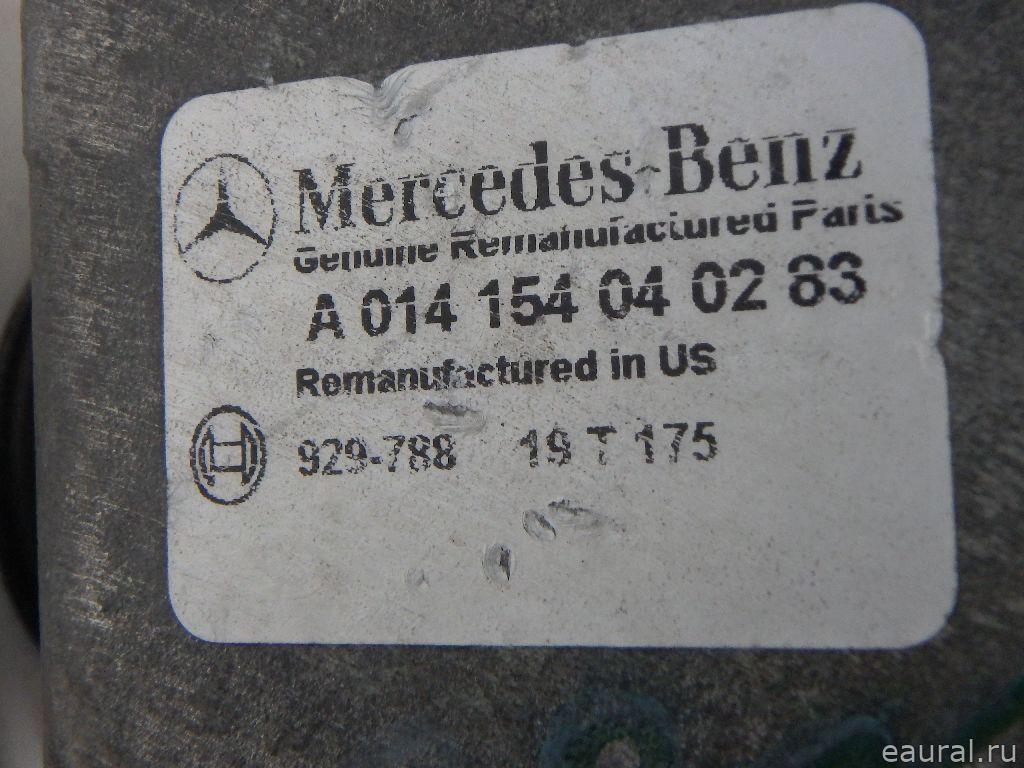 Mercedes-Benz
Genuine Remanufactured Parts
A 014 154 04 02 83
Remanufactured in US
929-788 19 T 175
eaural.ru